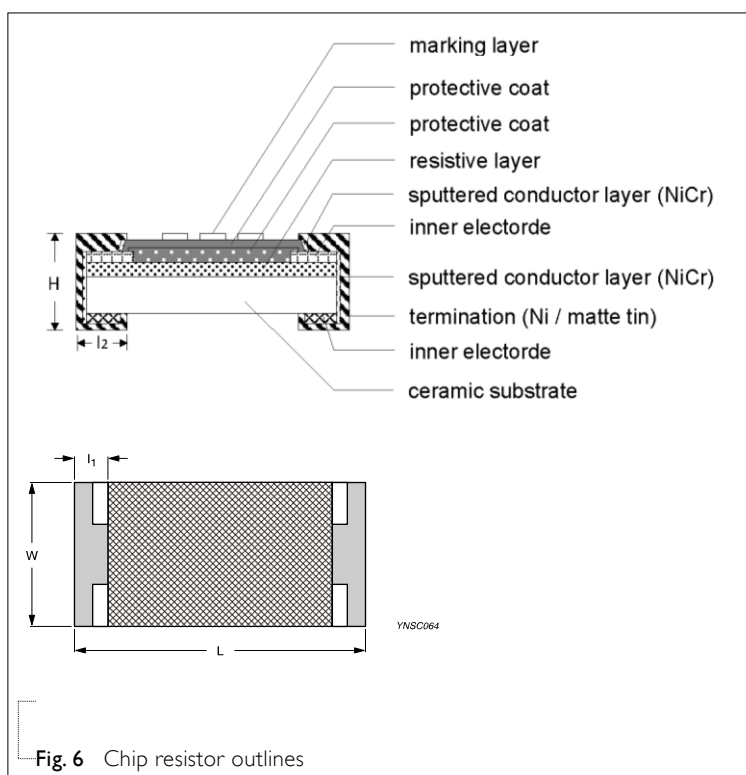 marking layer
protective coat
protective coat
resistive layer
sputtered conductor layer (NiCr)
inner electorde
H
sputtered conductor layer (NiCr)
termination (Ni / matte tin)
l2
inner electorde
ceramic substrate
l1
W
YNSC064
L
Fig. 6 Chip resistor outlines